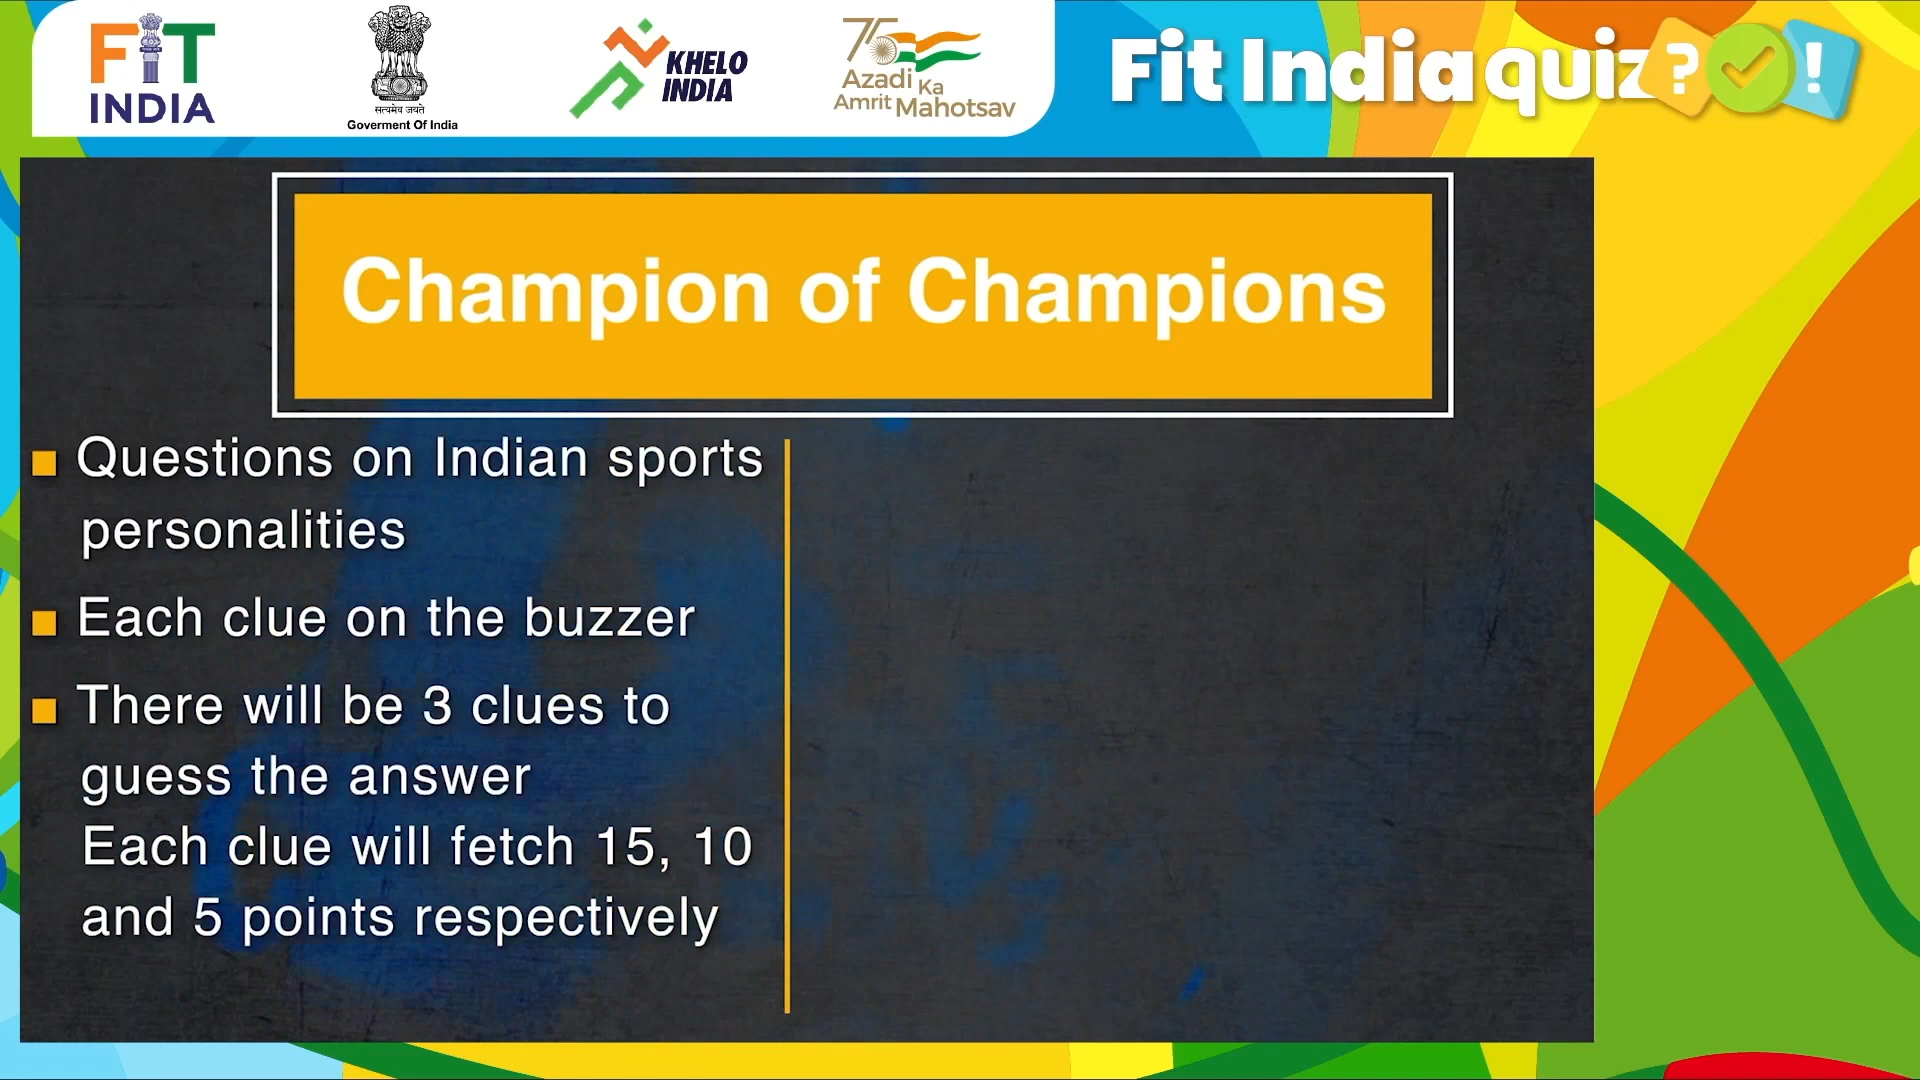 FIT
INDIA
सत्यमेव जयते
Goverment Of India
KHELO
INDIA
75
Azadi Ka
Amrit Mahotsav
Fit India quiz ? !
Champion of Champions
Questions on Indian sports
personalities
Each clue on the buzzer
There will be 3 clues to
guess the answer
Each clue will fetch 15, 10
and 5 points respectively